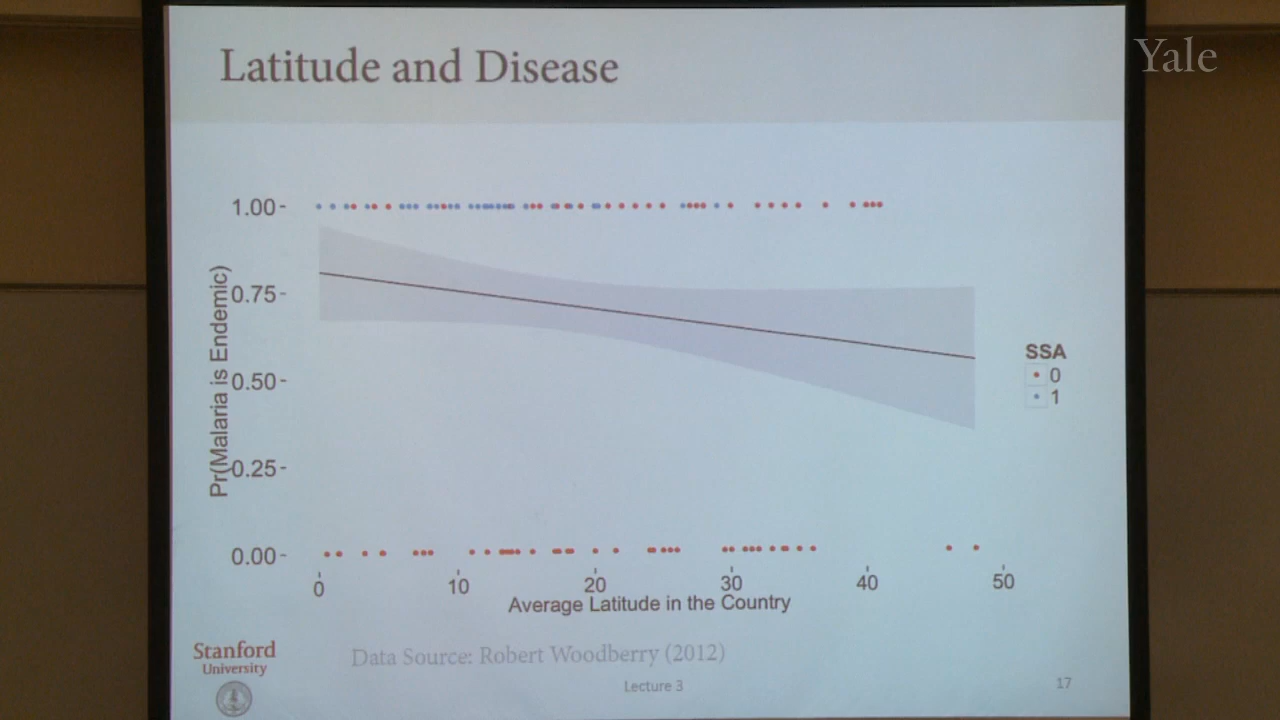 Yale
Latitude and Disease
1.00
0.75
0.50
0.25
0.00
Pr(Malaria is Endemic)
0 10 20 30 40 50
Average Latitude in the Country
SSA
0
1
Stanford
University
Data Source: Robert Woodberry (2012)
Lecture 3
17